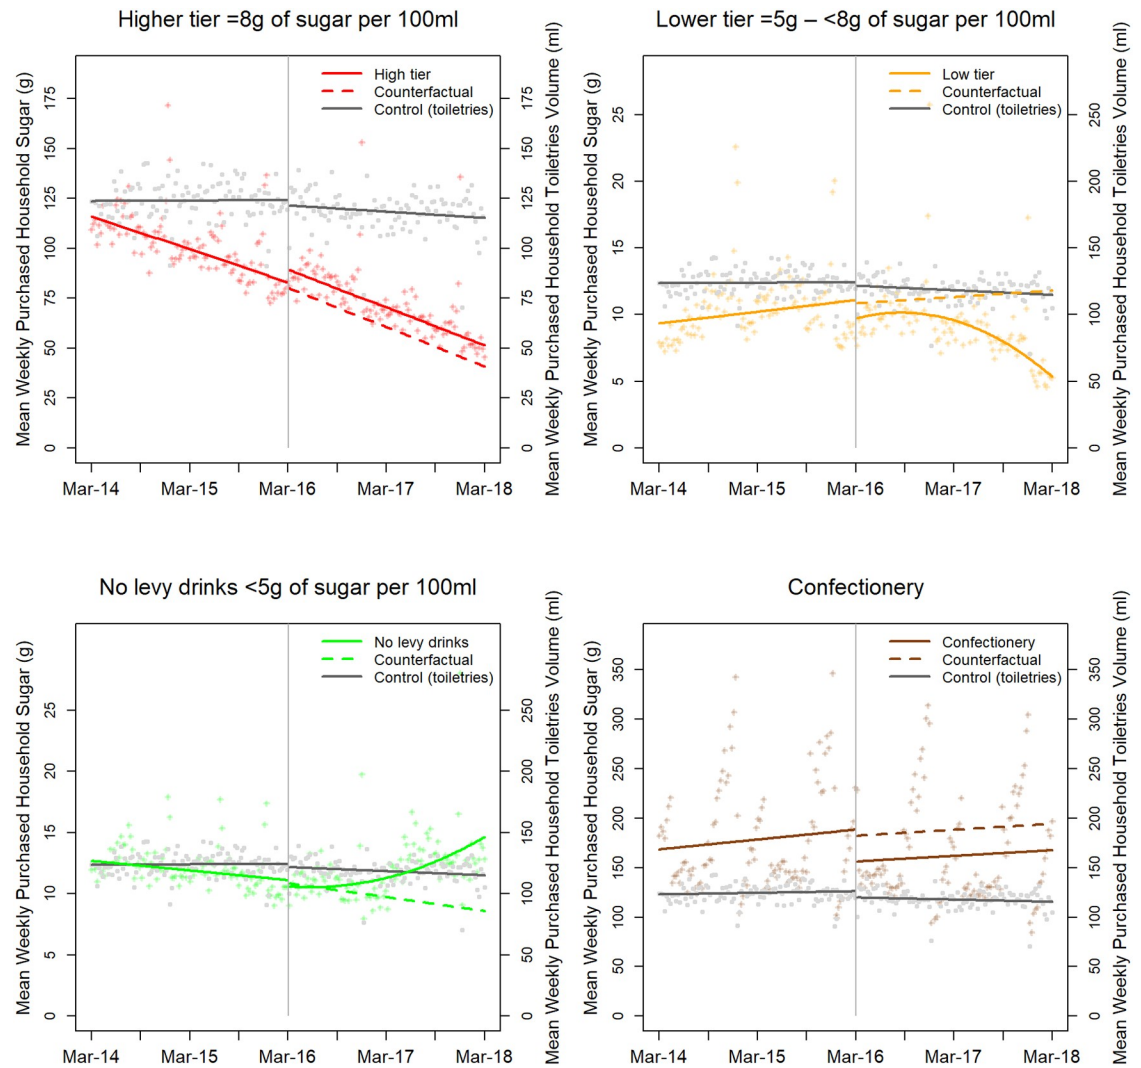 Higher tier =8g of sugar per 100ml
Mean Weekly Purchased Household Sugar (g)
High tier
Counterfactual
Control (toiletries)
175
150
125
100
75
50
25
0
175
150
125
100
75
50
25
0
Mean Weekly Purchased Household Toiletries Volume (ml)
Mar-14 Mar-15 Mar-16 Mar-17 Mar-18
Lower tier =5g – <8g of sugar per 100ml
Mean Weekly Purchased Household Sugar (g)
Low tier
Counterfactual
Control (toiletries)
25
20
15
10
5
0
250
200
150
100
50
0
Mean Weekly Purchased Household Toiletries Volume (ml)
Mar-14 Mar-15 Mar-16 Mar-17 Mar-18
No levy drinks <5g of sugar per 100ml
Mean Weekly Purchased Household Sugar (g)
No levy drinks
Counterfactual
Control (toiletries)
25
20
15
10
5
0
250
200
150
100
50
0
Mean Weekly Purchased Household Toiletries Volume (ml)
Mar-14 Mar-15 Mar-16 Mar-17 Mar-18
Confectionery
Mean Weekly Purchased Household Sugar (g)
Confectionery
Counterfactual
Control (toiletries)
350
300
250
200
150
100
50
0
350
300
250
200
150
100
50
0
Mean Weekly Purchased Household Toiletries Volume (ml)
Mar-14 Mar-15 Mar-16 Mar-17 Mar-18